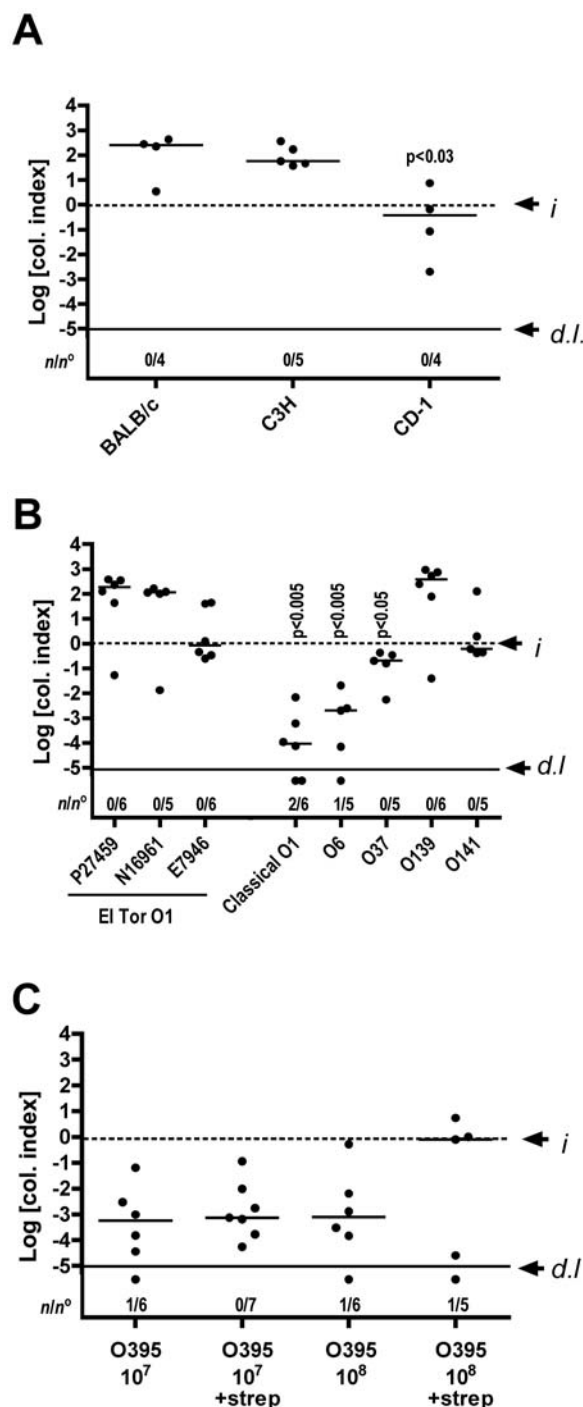 A
4
3
2
1
0
-1
-2
-3
-4
-5
Log [col. index]
p<0.03
i
d.l.
n/nº 0/4 0/5 0/4
BALB/c C3H CD-1
B
4
3
2
1
0
-1
-2
-3
-4
-5
Log [col. index]
p<0.005 p<0.005 p<0.05
i
d.l
n/nº 0/6 0/5 0/6 2/6 1/5 0/5 0/6 0/5
P27459 N16961 E7946 Classical O1 O6 O37 O139 O141
El Tor O1
C
4
3
2
1
0
-1
-2
-3
-4
-5
Log [col. index]
i
d.l
n/nº 1/6 0/7 1/6 1/5
O395 O395 O395 O395
10⁷ 10⁷ 10⁸ 10⁸
+strep +strep